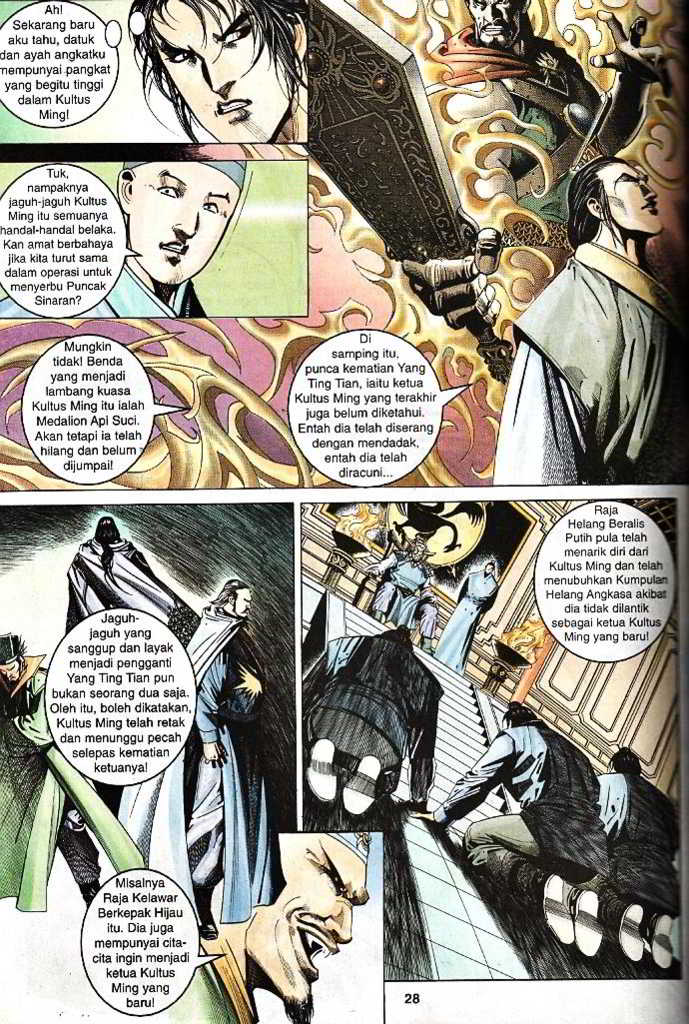 Ah!
Sekarang baru
aku tahu, datuk
dan ayah angkatku
mempunyai pangkat
yang begitu tinggi
dalam Kultus
Ming!
Tuk,
nampaknya
jaguh-jaguh Kultus
Ming itu semuanya
handal-handal belaka.
Kan amat berbahaya
jika kita turut sama
dalam operasi untuk
menyerbu Puncak
Sinaran?
Mungkin
tidak! Benda
yang menjadi
lambang kuasa
Kultus Ming itu ialah
Medalion Api Suci.
Akan tetapi ia telah
hilang dan belum
dijumpai!
Di
samping itu,
punca kematian Yang
Ting Tian, iaitu ketua
Kultus Ming yang terakhir
juga belum diketahui.
Entah dia telah diserang
dengan mendadak,
entah dia telah
diracuni...
Jaguh-
jaguh yang
sanggup dan layak
menjadi pengganti
Yang Ting Tian pun
bukan seorang dua saja.
Oleh itu, boleh dikatakan,
Kultus Ming telah retak
dan menunggu pecah
selepas kematian
ketuanya!
Raja
Helang Beralis
Putih pula telah
menarik diri dari
Kultus Ming dan telah
menubuhkan Kumpulan
Helang Angkasa akibat
dia tidak dilantik
sebagai ketua Kultus
Ming yang baru!
Misalnya
Raja Kelawar
Berkepak Hijau
itu. Dia juga
mempunyai cita-
cita ingin menjadi
ketua Kultus
Ming yang
baru!
28